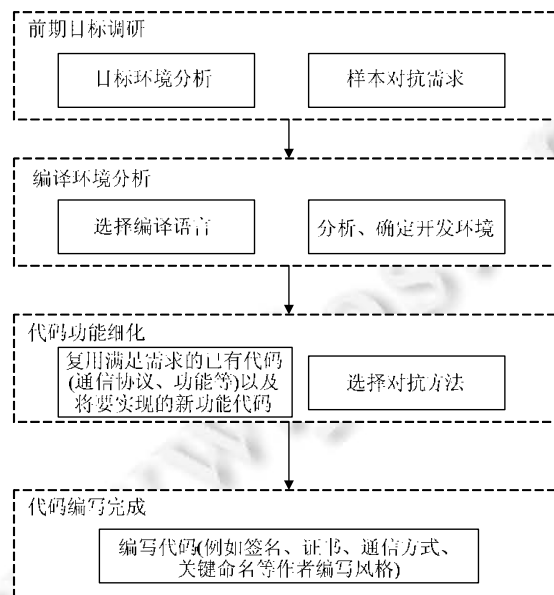 前期目标调研
目标环境分析
样本对抗需求
编译环境分析
选择编译语言
分析、确定开发环境
代码功能细化
复用满足需求的已有代码
(通信协议、功能等)以及
将要实现的新功能代码
选择对抗方法
代码编写完成
编写代码(例如签名、证书、通信方式、
关键命名等作者编写风格)